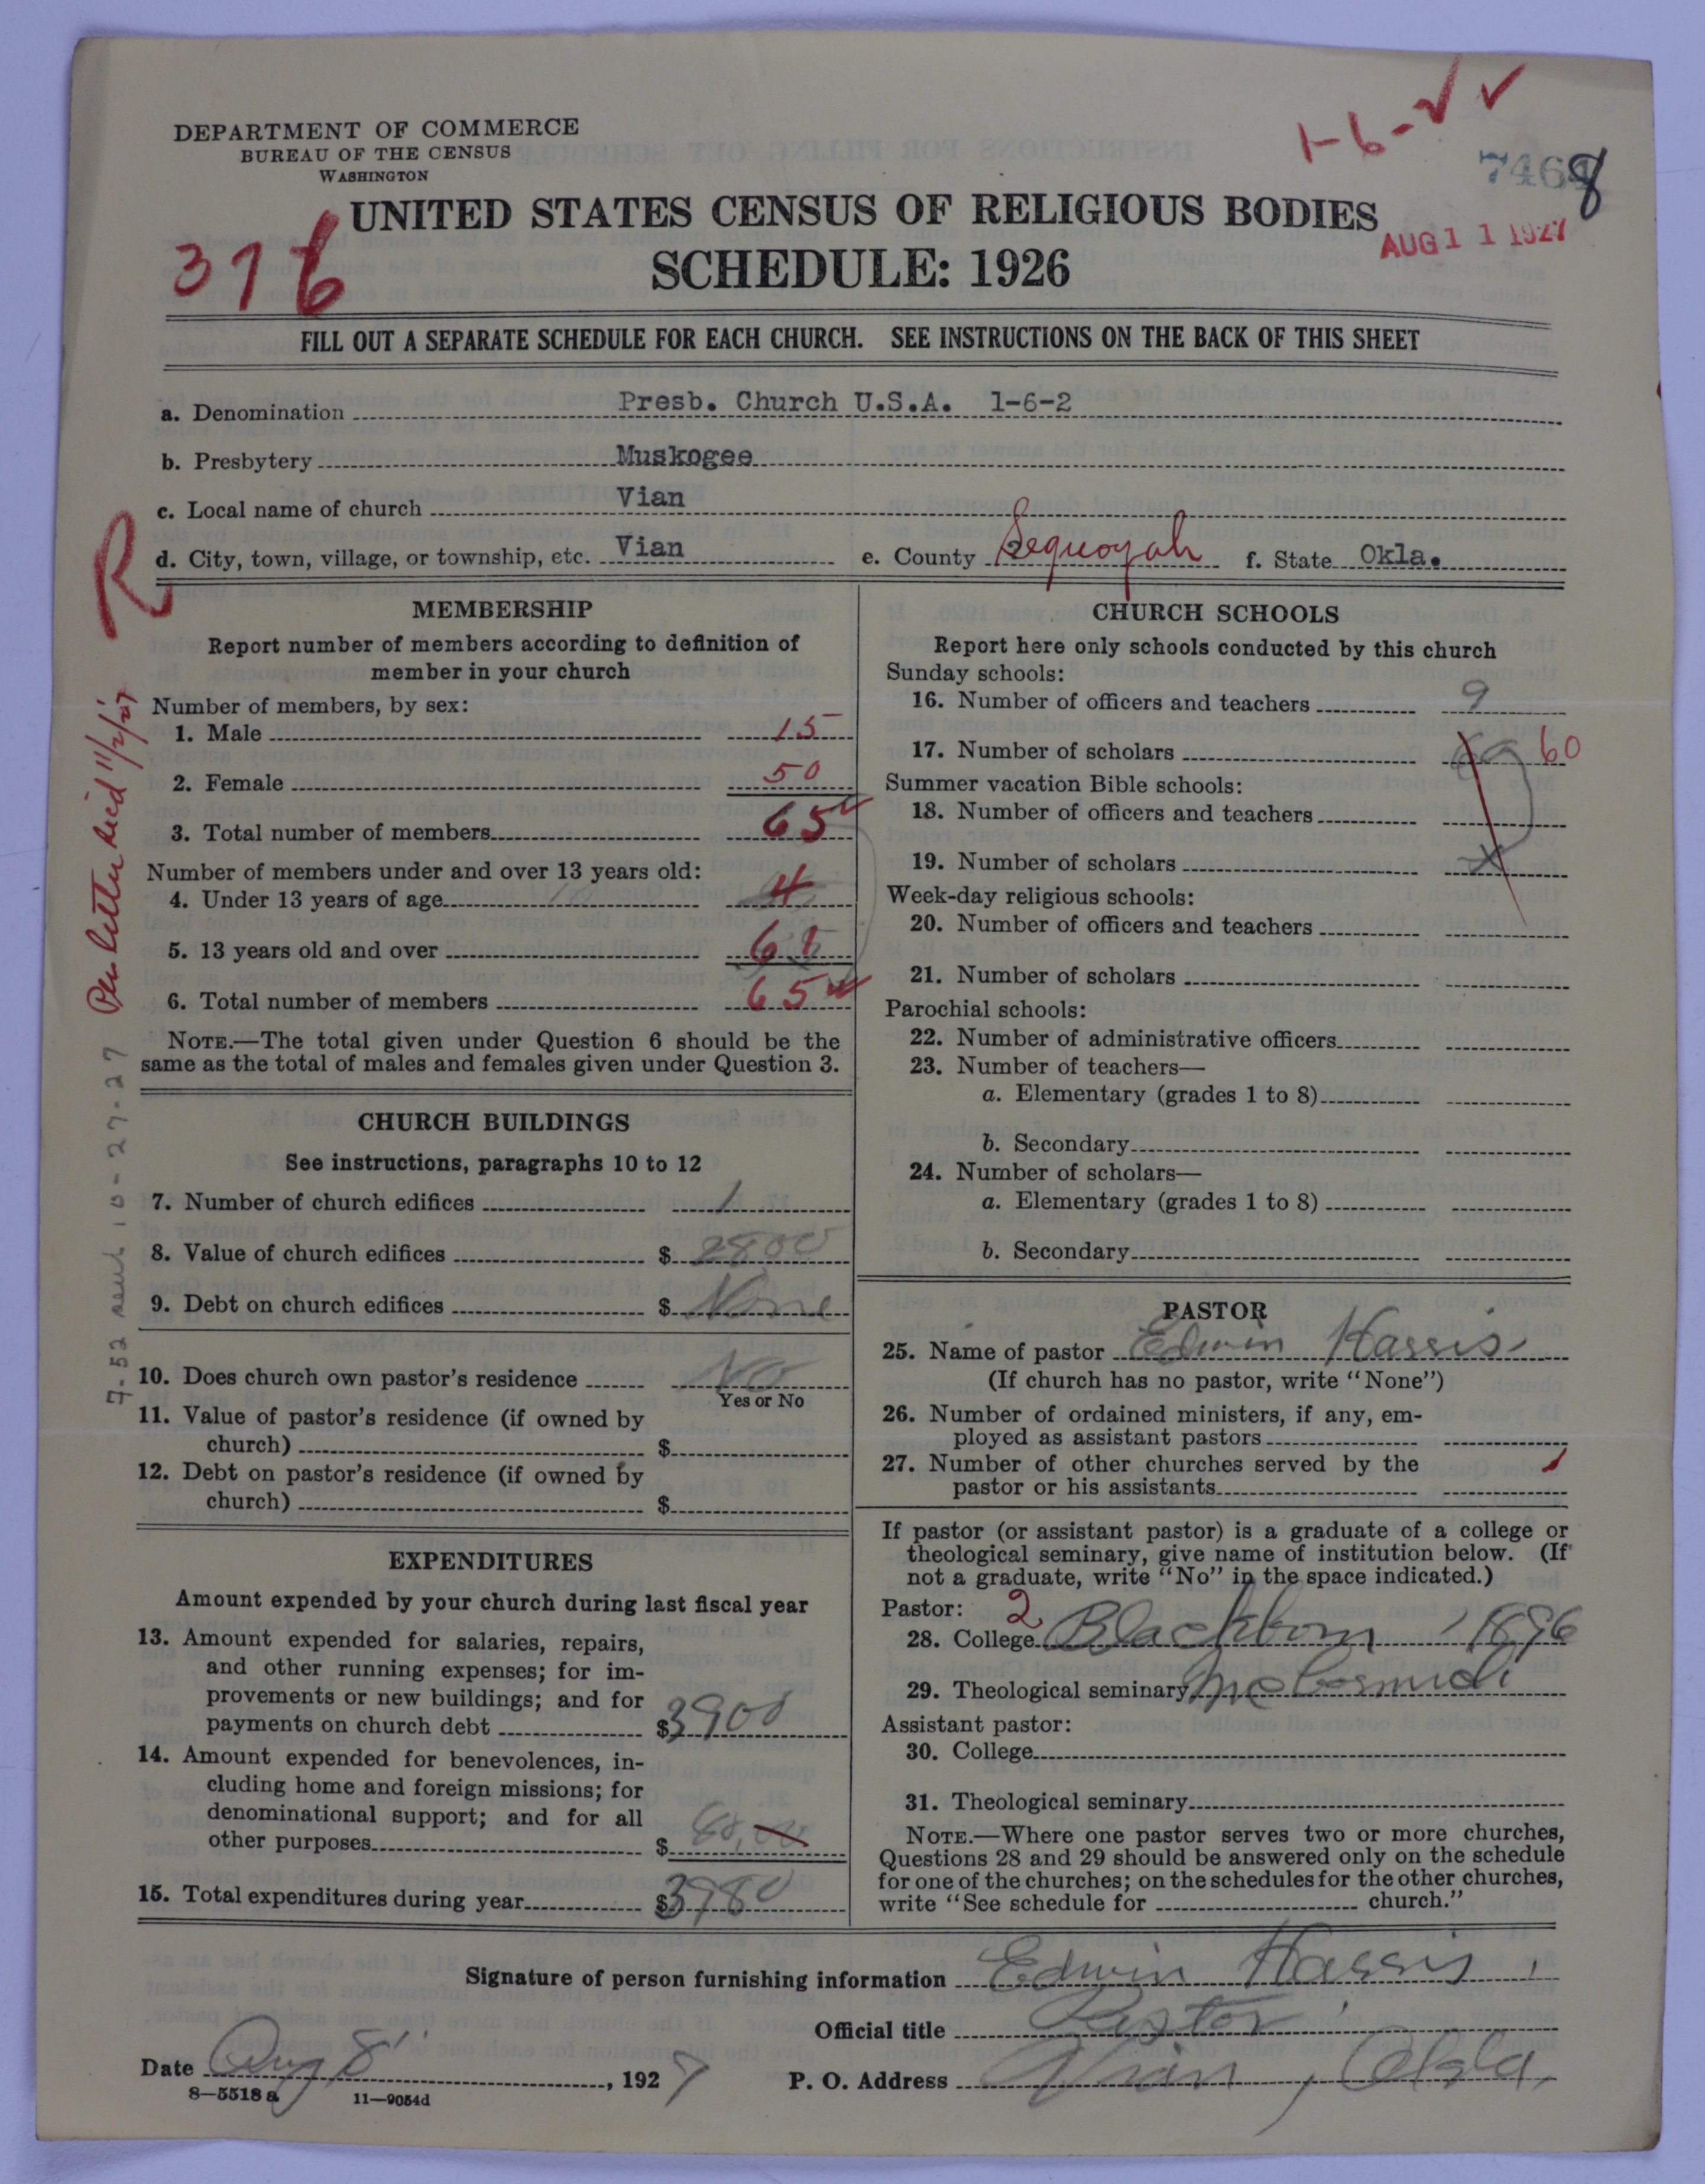 DEPARTMENT OF COMMERCE
BUREAU OF THE CENSUS
WASHINGTON
1-6-
746
8
UNITED STATES CENSUS OF RELIGIOUS BODIES
AUG 11 1927
376
SCHEDULE: 1926
FILL OUT A SEPARATE SCHEDULE FOR EACH CHURCH. SEE INSTRUCTIONS ON THE BACK OF THIS SHEET
a. Denomination Presb. Church U.S.A. 1-6-2
b. Presbytery Muskogee
c. Local name of church Vian
d. City, town, village, or township, etc. Vian e. County Sequoyah f. State Okla.
R
Per letter 11/2/27
7-52 sent 10-27-27
MEMBERSHIP
Report number of members according to definition of
member in your church
Number of members, by sex:
1. Male 15
2. Female 50
3. Total number of members 65
Number of members under and over 13 years old:
4. Under 13 years of age 4
5. 13 years old and over 61
6. Total number of members 65
NOTE.—The total given under Question 6 should be the
same as the total of males and females given under Question 3.
CHURCH BUILDINGS
See instructions, paragraphs 10 to 12
7. Number of church edifices 1
8. Value of church edifices $ 2800
9. Debt on church edifices $ None
10. Does church own pastor's residence No
Yes or No
11. Value of pastor's residence (if owned by
church) $
12. Debt on pastor's residence (if owned by
church) $
EXPENDITURES
Amount expended by your church during last fiscal year
13. Amount expended for salaries, repairs,
and other running expenses; for im-
provements or new buildings; and for
payments on church debt $3900
14. Amount expended for benevolences, in-
cluding home and foreign missions; for
denominational support; and for all
other purposes $
15. Total expenditures during year $3980
CHURCH SCHOOLS
Report here only schools conducted by this church
Sunday schools:
16. Number of officers and teachers 9
17. Number of scholars 60
Summer vacation Bible schools:
18. Number of officers and teachers
19. Number of scholars
Week-day religious schools:
20. Number of officers and teachers
21. Number of scholars
Parochial schools:
22. Number of administrative officers
23. Number of teachers—
a. Elementary (grades 1 to 8)
b. Secondary
24. Number of scholars—
a. Elementary (grades 1 to 8)
b. Secondary
PASTOR
25. Name of pastor Edwin Harris
(If church has no pastor, write "None")
26. Number of ordained ministers, if any, em-
ployed as assistant pastors
27. Number of other churches served by the
pastor or his assistants
If pastor (or assistant pastor) is a graduate of a college or
theological seminary, give name of institution below. (If
not a graduate, write "No" in the space indicated.)
Pastor: 2
28. College Blackburn 1896
29. Theological seminary McCormick
Assistant pastor:
30. College
31. Theological seminary
NOTE.—Where one pastor serves two or more churches,
Questions 28 and 29 should be answered only on the schedule
for one of the churches; on the schedules for the other churches,
write "See schedule for church."
Signature of person furnishing information Edwin Harris
Official title Pastor
Date Aug 8, 1927 P. O. Address Vian, Okla.
8—5518 a 11—9054d